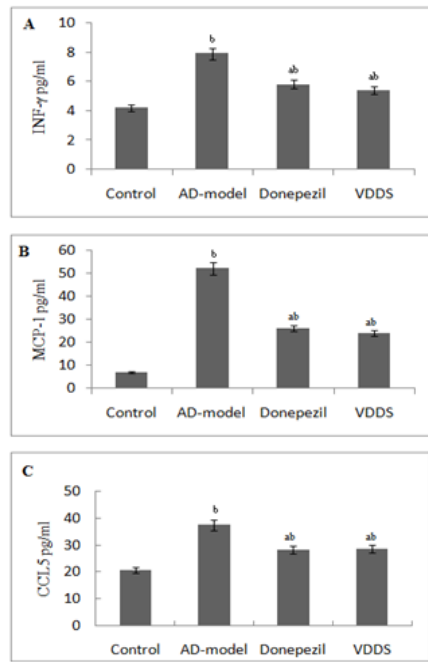 A
INF-γ pg/ml
10
8
6
4
2
0
b
ab
ab
Control AD-model Donepezil VDDS
B
MCP-1 pg/ml
60
50
40
30
20
10
0
b
ab
ab
Control AD-model Donepezil VDDS
C
CCL5 pg/ml
50
40
30
20
10
0
b
ab
ab
Control AD-model Donepezil VDDS